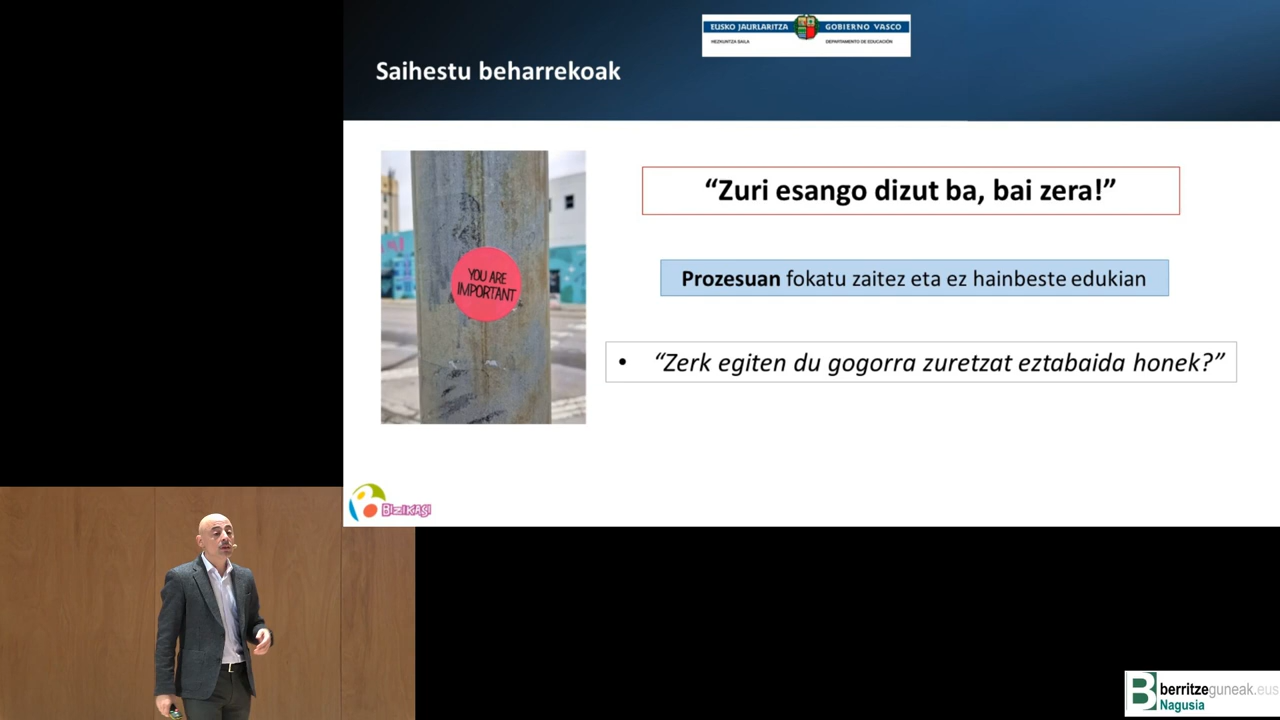 EUSKO JAURLARITZA
GOBIERNO VASCO
HEZKUNTZA SAILA
DEPARTAMENTO DE EDUCACIÓN
Saihestu beharrekoak
“Zuri esango dizut ba, bai zera!”
YOU ARE
IMPORTANT
Prozesuan fokatu zaitez eta ez hainbeste edukian
• “Zerk egiten du gogorra zuretzat eztabaida honek?”
BIZIKASI
berritzeguneak.eus
Nagusia